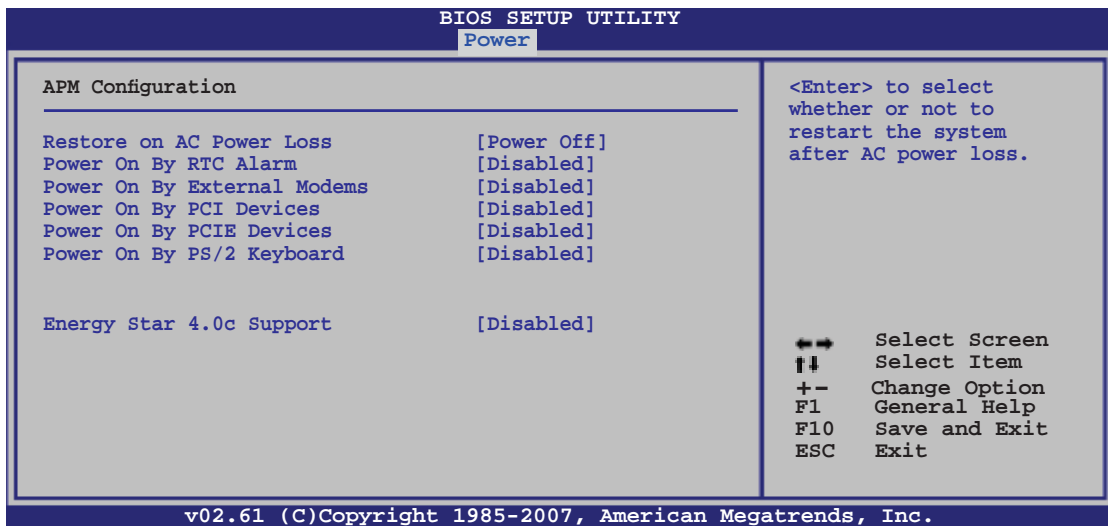 BIOS SETUP UTILITY
Power
APM Configuration
Restore on AC Power Loss [Power Off]
Power On By RTC Alarm [Disabled]
Power On By External Modems [Disabled]
Power On By PCI Devices [Disabled]
Power On By PCIE Devices [Disabled]
Power On By PS/2 Keyboard [Disabled]
Energy Star 4.0c Support [Disabled]
<Enter> to select
whether or not to
restart the system
after AC power loss.
←→ Select Screen
↑↓ Select Item
+- Change Option
F1 General Help
F10 Save and Exit
ESC Exit
v02.61 (C)Copyright 1985-2007, American Megatrends, Inc.